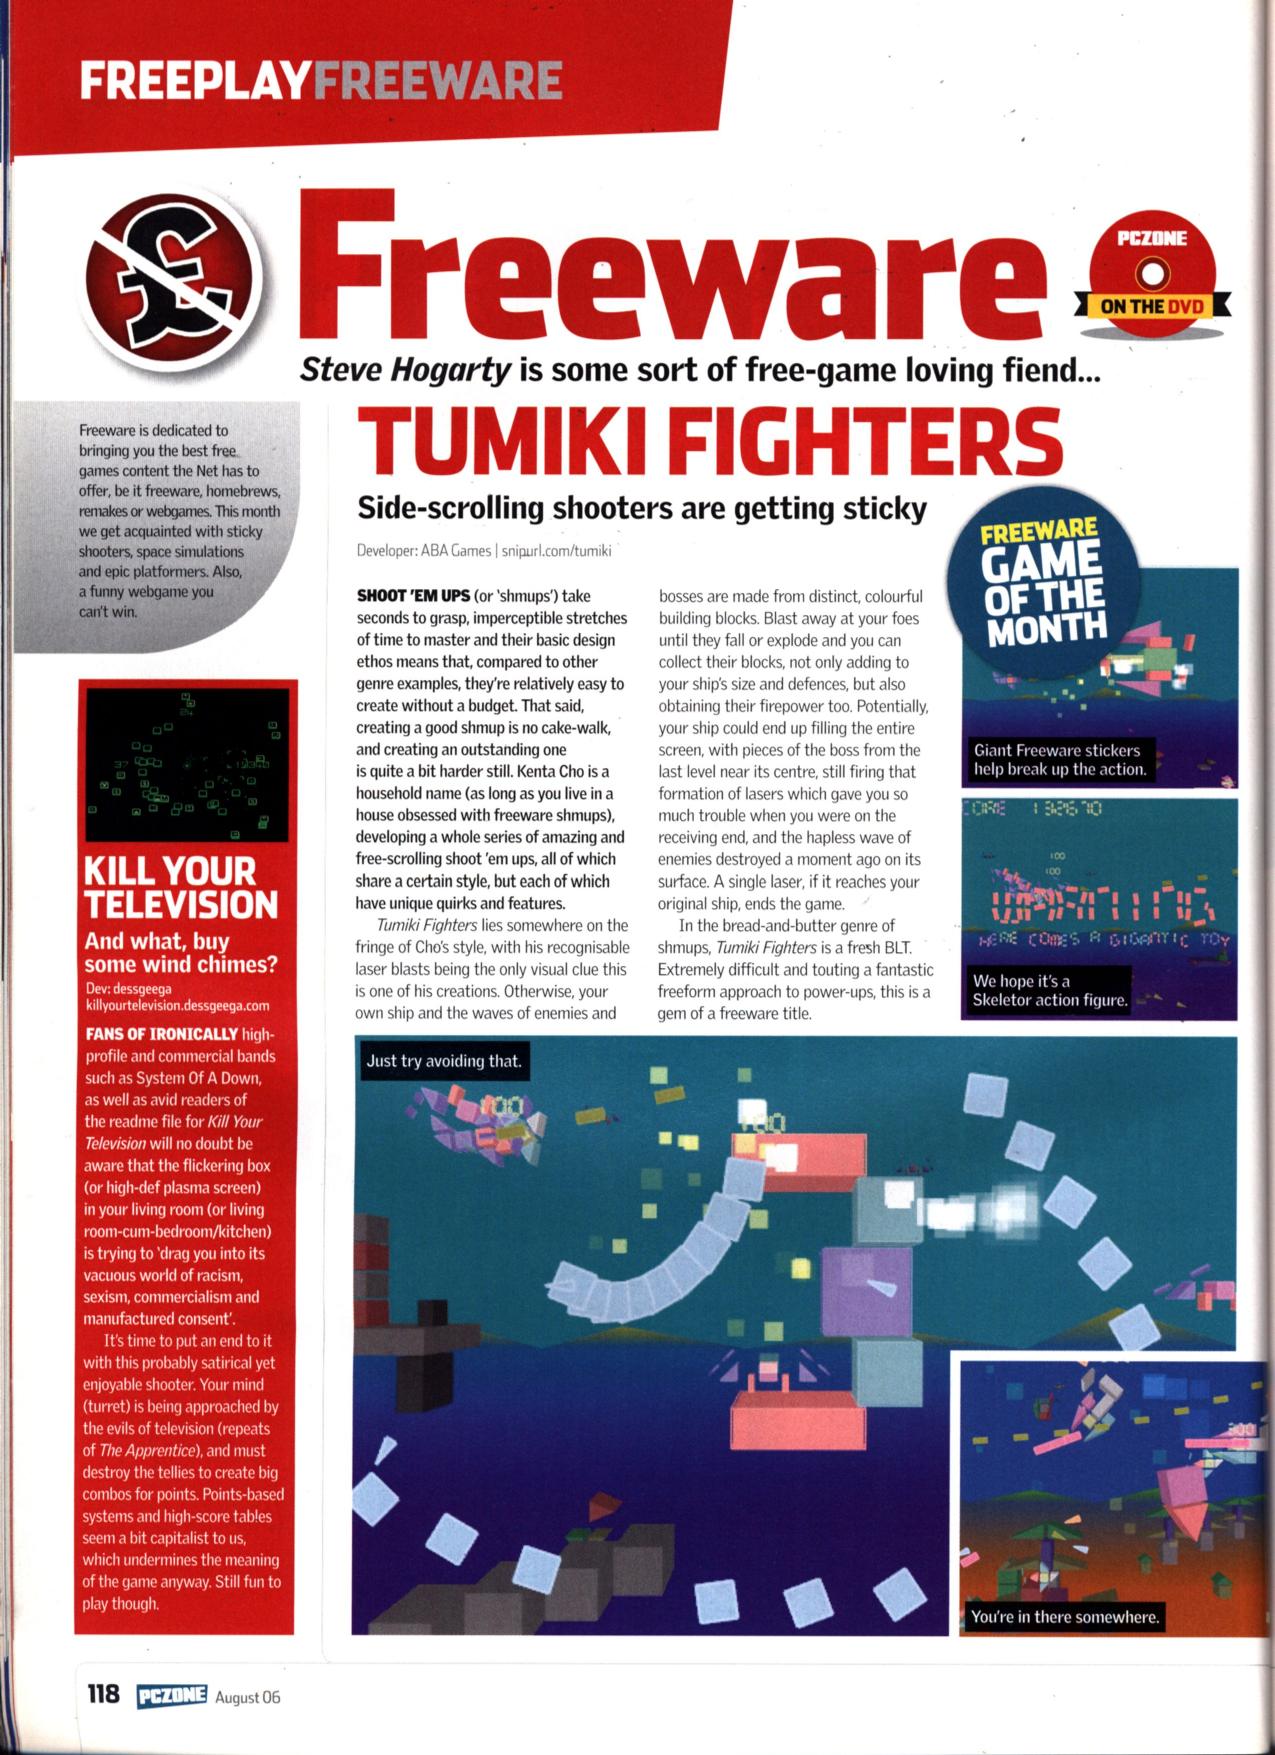 FREEPLAYFREEWARE
£
Freeware
PCZONE
ON THE DVD
Steve Hogarty is some sort of free-game loving fiend...
Freeware is dedicated to
bringing you the best free
games content the Net has to
offer, be it freeware, homebrews,
remakes or webgames. This month
we get acquainted with sticky
shooters, space simulations
and epic platformers. Also,
a funny webgame you
can't win.
KILL YOUR
TELEVISION
And what, buy
some wind chimes?
Dev: dessgeega
killyourtelevision.dessgeega.com
FANS OF IRONICALLY high-
profile and commercial bands
such as System Of A Down,
as well as avid readers of
the readme file for Kill Your
Television will no doubt be
aware that the flickering box
(or high-def plasma screen)
in your living room (or living
room-cum-bedroom/kitchen)
is trying to 'drag you into its
vacuous world of racism,
sexism, commercialism and
manufactured consent'.
It's time to put an end to it
with this probably satirical yet
enjoyable shooter. Your mind
(turret) is being approached by
the evils of television (repeats
of The Apprentice), and must
destroy the tellies to create big
combos for points. Points-based
systems and high-score tables
seem a bit capitalist to us,
which undermines the meaning
of the game anyway. Still fun to
play though.
TUMIKI FIGHTERS
Side-scrolling shooters are getting sticky
Developer: ABA Games | snipurl.com/tumiki
SHOOT 'EM UPS (or 'shmups') take
seconds to grasp, imperceptible stretches
of time to master and their basic design
ethos means that, compared to other
genre examples, they're relatively easy to
create without a budget. That said,
creating a good shmup is no cake-walk,
and creating an outstanding one
is quite a bit harder still. Kenta Cho is a
household name (as long as you live in a
house obsessed with freeware shmups),
developing a whole series of amazing and
free-scrolling shoot 'em ups, all of which
share a certain style, but each of which
have unique quirks and features.
Tumiki Fighters lies somewhere on the
fringe of Cho's style, with his recognisable
laser blasts being the only visual clue this
is one of his creations. Otherwise, your
own ship and the waves of enemies and
bosses are made from distinct, colourful
building blocks. Blast away at your foes
until they fall or explode and you can
collect their blocks, not only adding to
your ship's size and defences, but also
obtaining their firepower too. Potentially,
your ship could end up filling the entire
screen, with pieces of the boss from the
last level near its centre, still firing that
formation of lasers which gave you so
much trouble when you were on the
receiving end, and the hapless wave of
enemies destroyed a moment ago on its
surface. A single laser, if it reaches your
original ship, ends the game.
In the bread-and-butter genre of
shmups, Tumiki Fighters is a fresh BLT.
Extremely difficult and touting a fantastic
freeform approach to power-ups, this is a
gem of a freeware title.
FREEWARE
GAME
OF THE
MONTH
Giant Freeware stickers
help break up the action.
100
100
HERE COMES A GIGANTIC TOY
We hope it's a
Skeletor action figure.
Just try avoiding that.
100
You're in there somewhere.
118 PCZONE August 06